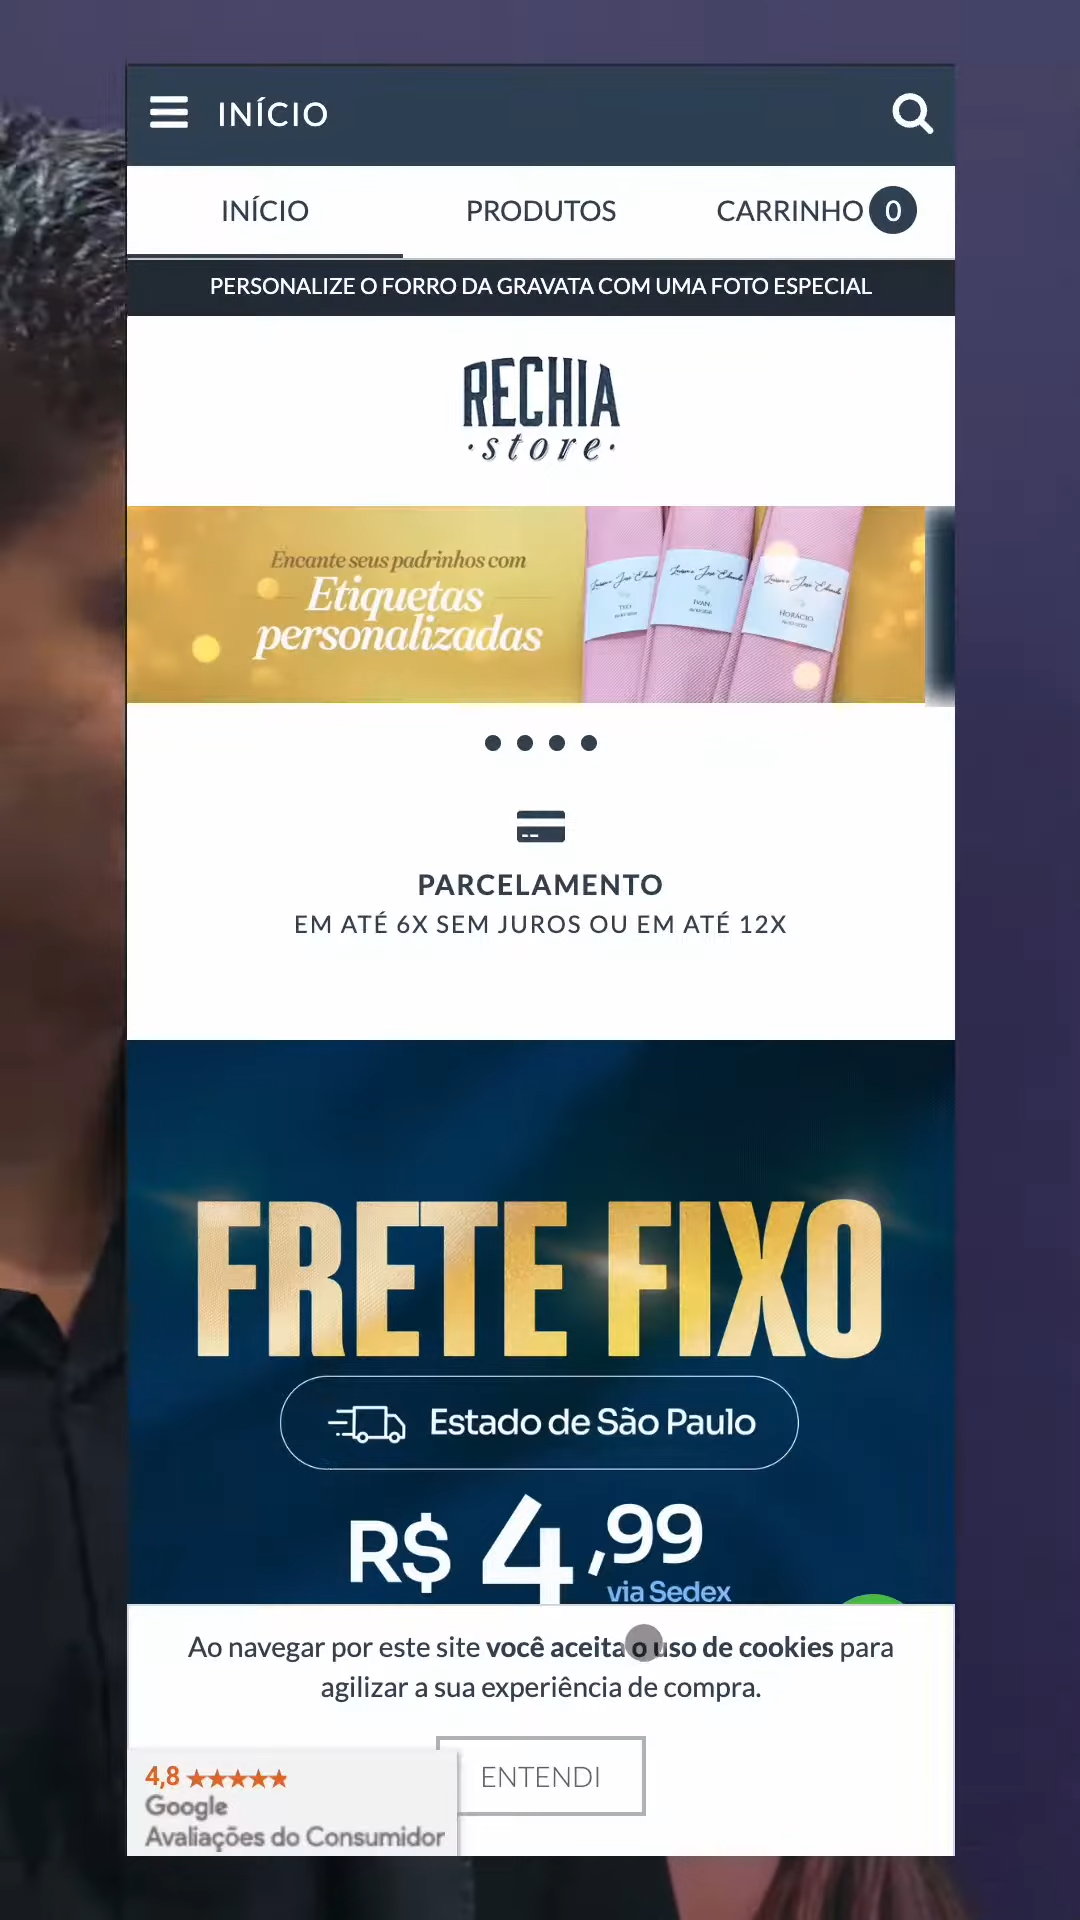 INÍCIO
INÍCIO PRODUTOS CARRINHO 0
PERSONALIZE O FORRO DA GRAVATA COM UMA FOTO ESPECIAL
RECHIA
·store·
Encante seus padrinhos com
Etiquetas
personalizadas
IVAN
HORÁCIO
PARCELAMENTO
EM ATÉ 6X SEM JUROS OU EM ATÉ 12X
FRETE FIXO
Estado de São Paulo
R$ 4,99
via Sedex
Ao navegar por este site você aceita o uso de cookies para
agilizar a sua experiência de compra.
ENTENDI
4,8
Google
Avaliações do Consumidor